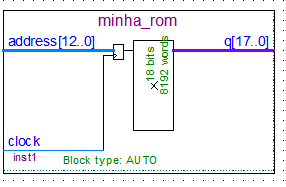 minha_rom
address[12..0]
q[17..0]
18 bits
8192 words
clock
inst1
Block type: AUTO